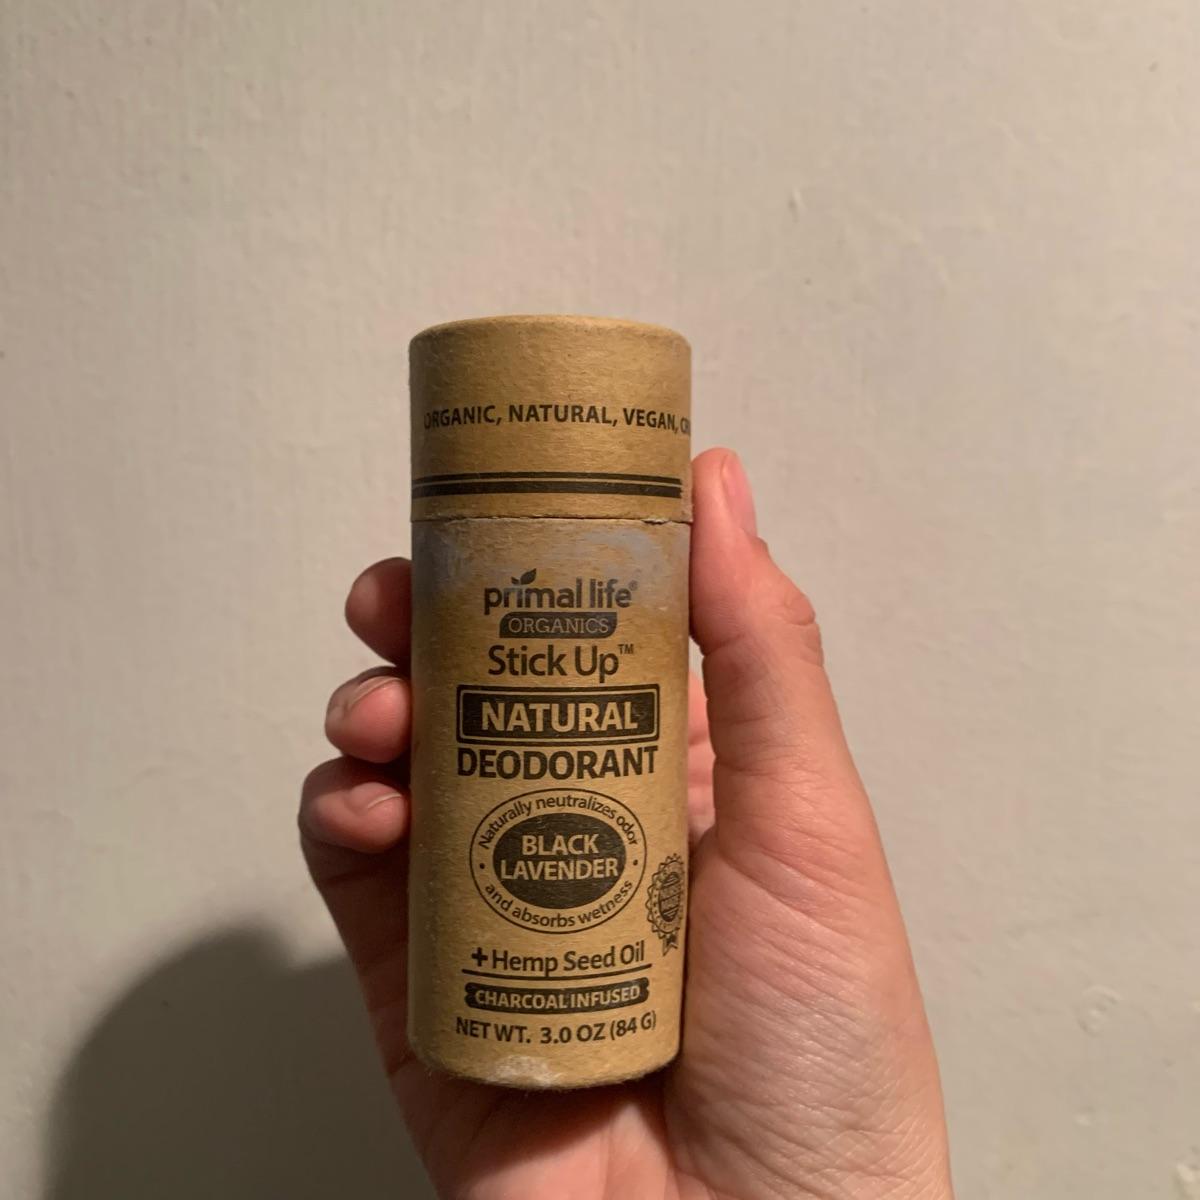 ORGANIC, NATURAL, VEGAN,
primal life®
ORGANICS
Stick Up™
NATURAL
DEODORANT
Naturally neutralizes odor
BLACK
LAVENDER
and absorbs wetness
+Hemp Seed Oil
CHARCOAL INFUSED
NET WT. 3.0 OZ (84 G)